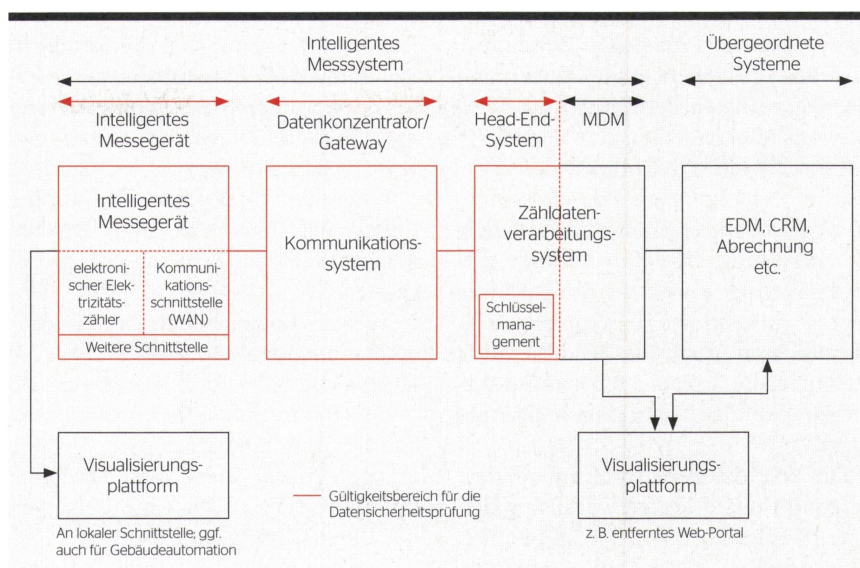 Intelligentes
Messsystem
Übergeordnete
Systeme
Intelligentes
Messegerät
Datenkonzentrator/
Gateway
Head-End-
System
MDM
Intelligentes
Messegerät
elektroni-
scher Elek-
trizitäts-
zähler
Kommuni-
kations-
schnittstelle
(WAN)
Weitere Schnittstelle
Kommunikations-
system
Zähldaten-
verarbeitungs-
system
Schlüssel-
mana-
gement
EDM, CRM,
Abrechnung
etc.
Visualisierungs-
plattform
An lokaler Schnittstelle; ggf.
auch für Gebäudeautomation
Gültigkeitsbereich für die
Datensicherheitsprüfung
Visualisierungs-
plattform
z. B. entferntes Web-Portal